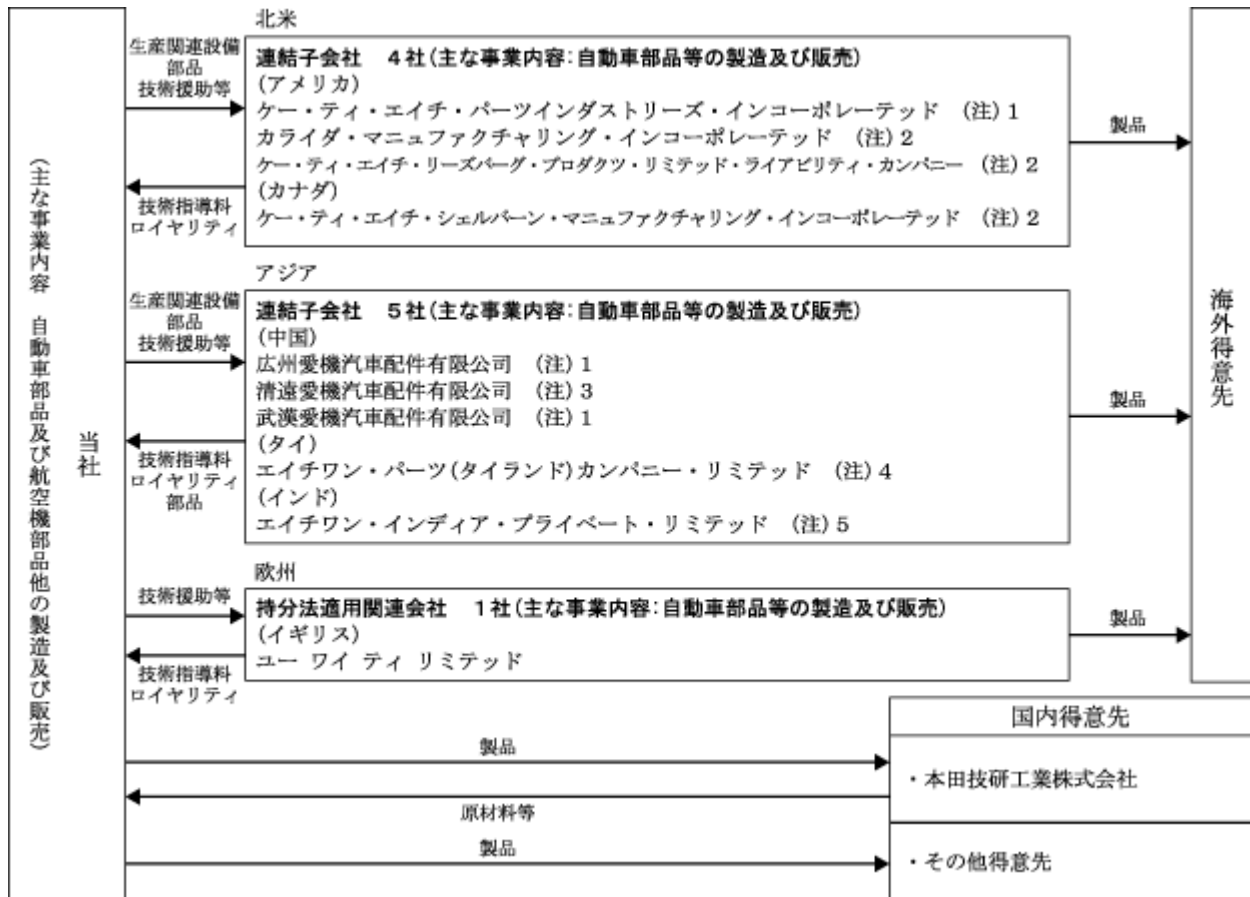 (主な事業内容 自動車部品及び航空機部品他の製造及び販売)
当社
北米
生産関連設備
部品
技術援助等
技術指導料
ロイヤリティ
連結子会社 4社(主な事業内容:自動車部品等の製造及び販売)
(アメリカ)
ケー・ティ・エイチ・パーツインダストリーズ・インコーポレーテッド (注)1
カライダ・マニュファクチャリング・インコーポレーテッド (注)2
ケー・ティ・エイチ・リーズバーグ・プロダクツ・リミテッド・ライアビリティ・カンパニー (注)2
(カナダ)
ケー・ティ・エイチ・シェルバーン・マニュファクチャリング・インコーポレーテッド (注)2
製品
アジア
生産関連設備
部品
技術援助等
技術指導料
ロイヤリティ
部品
連結子会社 5社(主な事業内容:自動車部品等の製造及び販売)
(中国)
広州愛機汽車配件有限公司 (注)1
清遠愛機汽車配件有限公司 (注)3
武漢愛機汽車配件有限公司 (注)1
(タイ)
エイチワン・パーツ(タイランド)カンパニー・リミテッド (注)4
(インド)
エイチワン・インディア・プライベート・リミテッド (注)5
製品
欧州
技術援助等
技術指導料
ロイヤリティ
持分法適用関連会社 1社(主な事業内容:自動車部品等の製造及び販売)
(イギリス)
ユー ワイ ティ リミテッド
製品
海外得意先
製品
原材料等
製品
国内得意先
・本田技研工業株式会社
・その他得意先